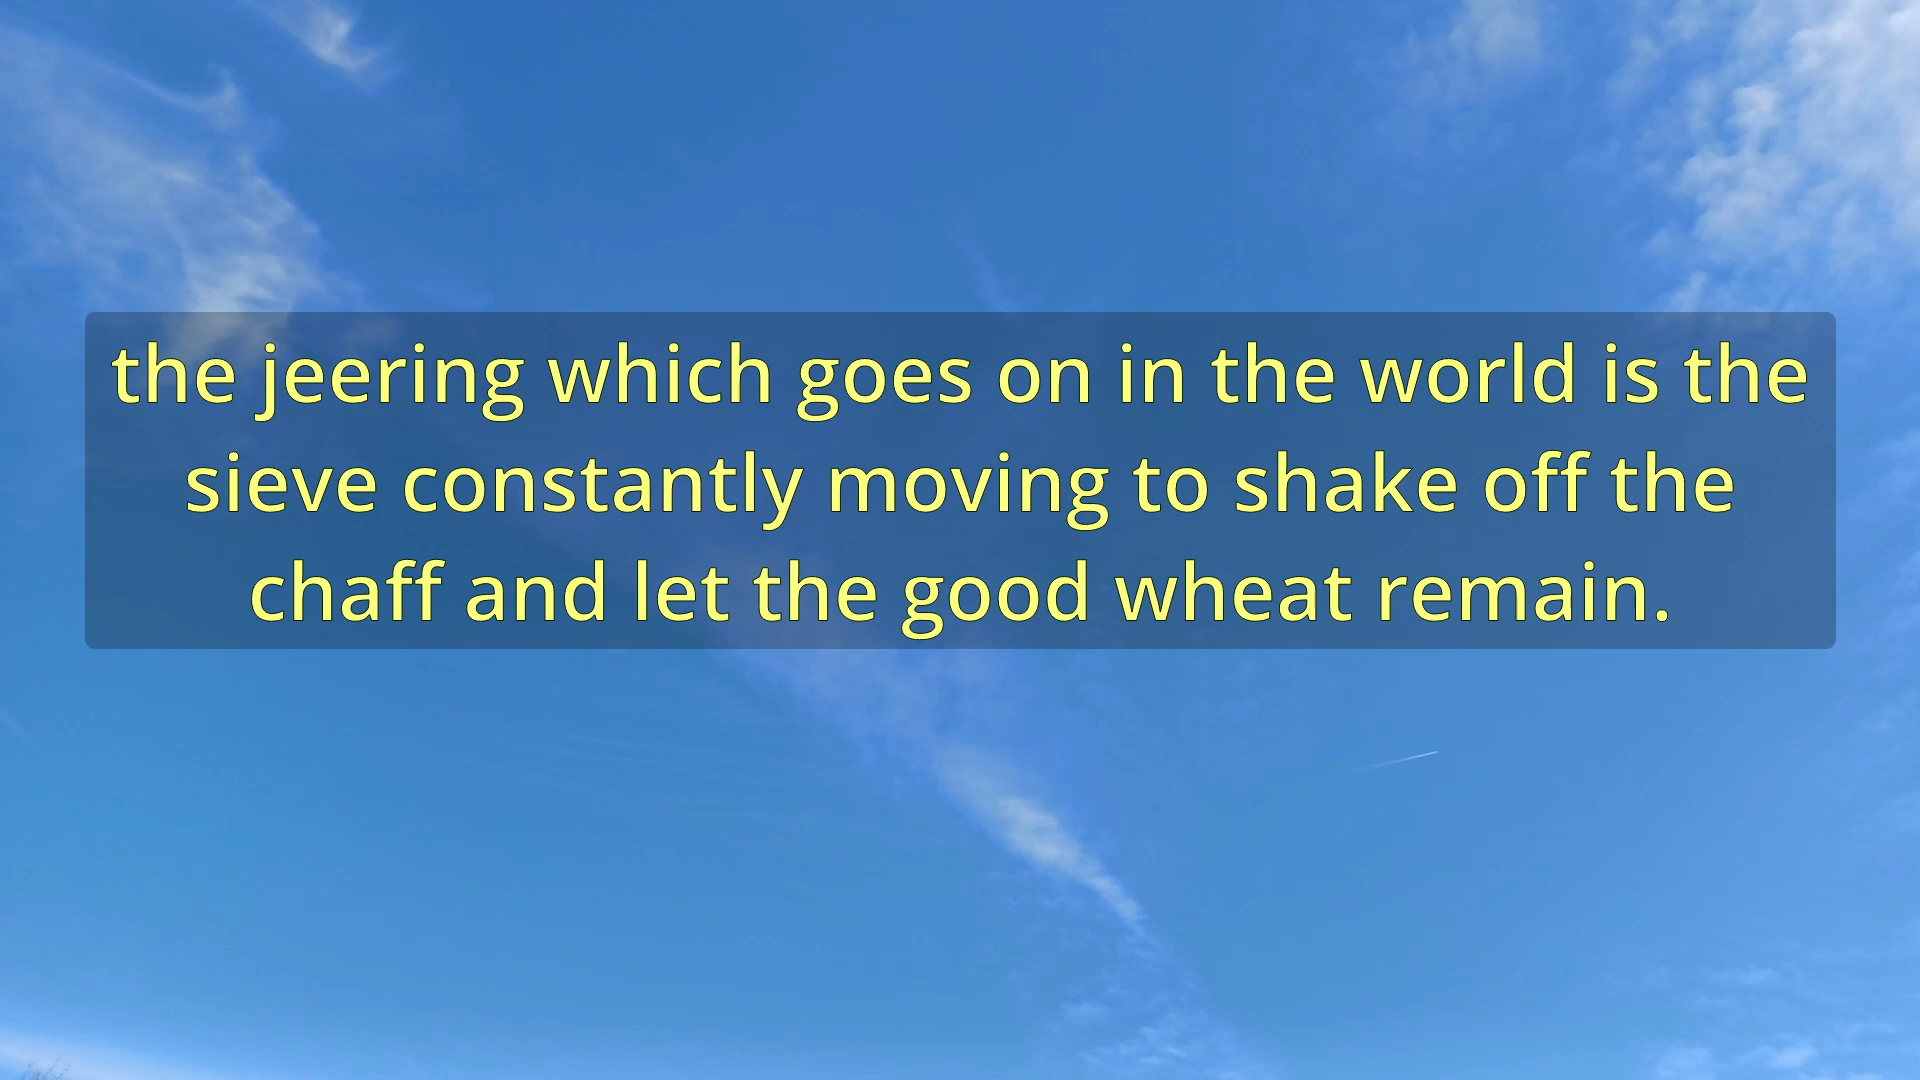 the jeering which goes on in the world is the
sieve constantly moving to shake off the
chaff and let the good wheat remain.